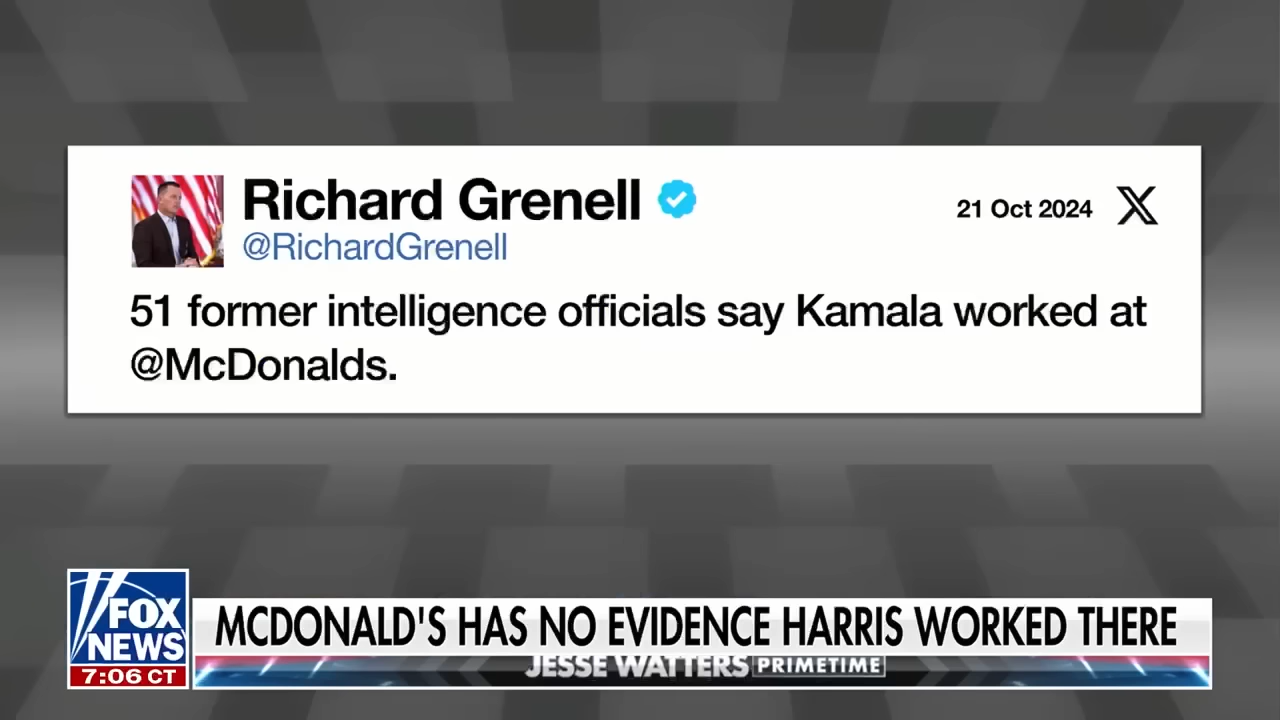 Richard Grenell
21 Oct 2024 X
@RichardGrenell
51 former intelligence officials say Kamala worked at
@McDonalds.
FOX
NEWS
7:06 CT
MCDONALD'S HAS NO EVIDENCE HARRIS WORKED THERE
JESSE WATTERS PRIMETIME